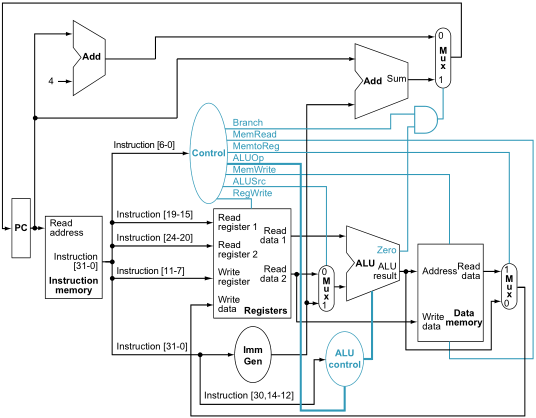 Add
4
0
Mux
1
Add
Sum
Branch
MemRead
MemtoReg
ALUOp
MemWrite
ALUSrc
RegWrite
Control
Instruction [6-0]
Instruction [19-15]
Instruction [24-20]
Instruction [11-7]
PC
Read
address
Instruction
[31-0]
Instruction
memory
Read
register 1
Read
register 2
Write
register
Write
data
Read
data 1
Read
data 2
Registers
0
Mux
1
Zero
ALU
ALU
result
Address
Read
data
Write
data
Data
memory
1
Mux
0
Instruction [31-0]
Imm
Gen
ALU
control
Instruction [30,14-12]